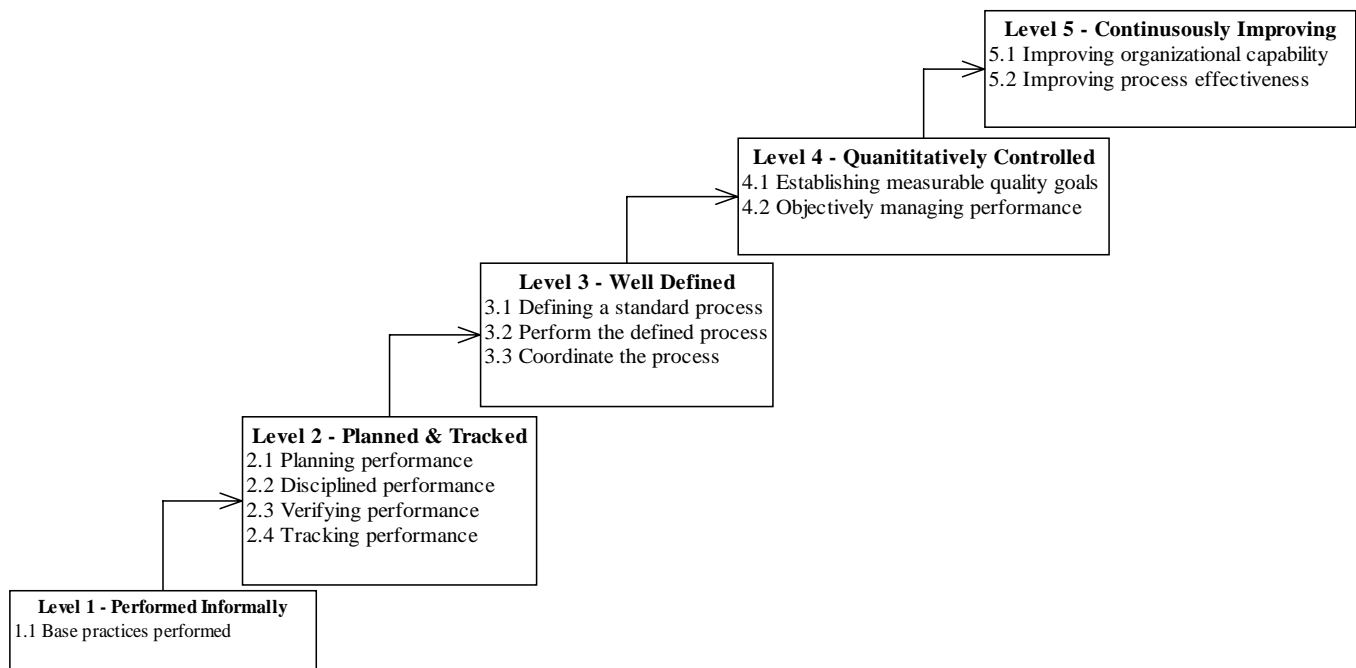 Level 5 - Continusously Improving
5.1 Improving organizational capability
5.2 Improving process effectiveness
Level 4 - Quanititatively Controlled
4.1 Establishing measurable quality goals
4.2 Objectively managing performance
Level 3 - Well Defined
3.1 Defining a standard process
3.2 Perform the defined process
3.3 Coordinate the process
Level 2 - Planned & Tracked
2.1 Planning performance
2.2 Disciplined performance
2.3 Verifying performance
2.4 Tracking performance
Level 1 - Performed Informally
1.1 Base practices performed